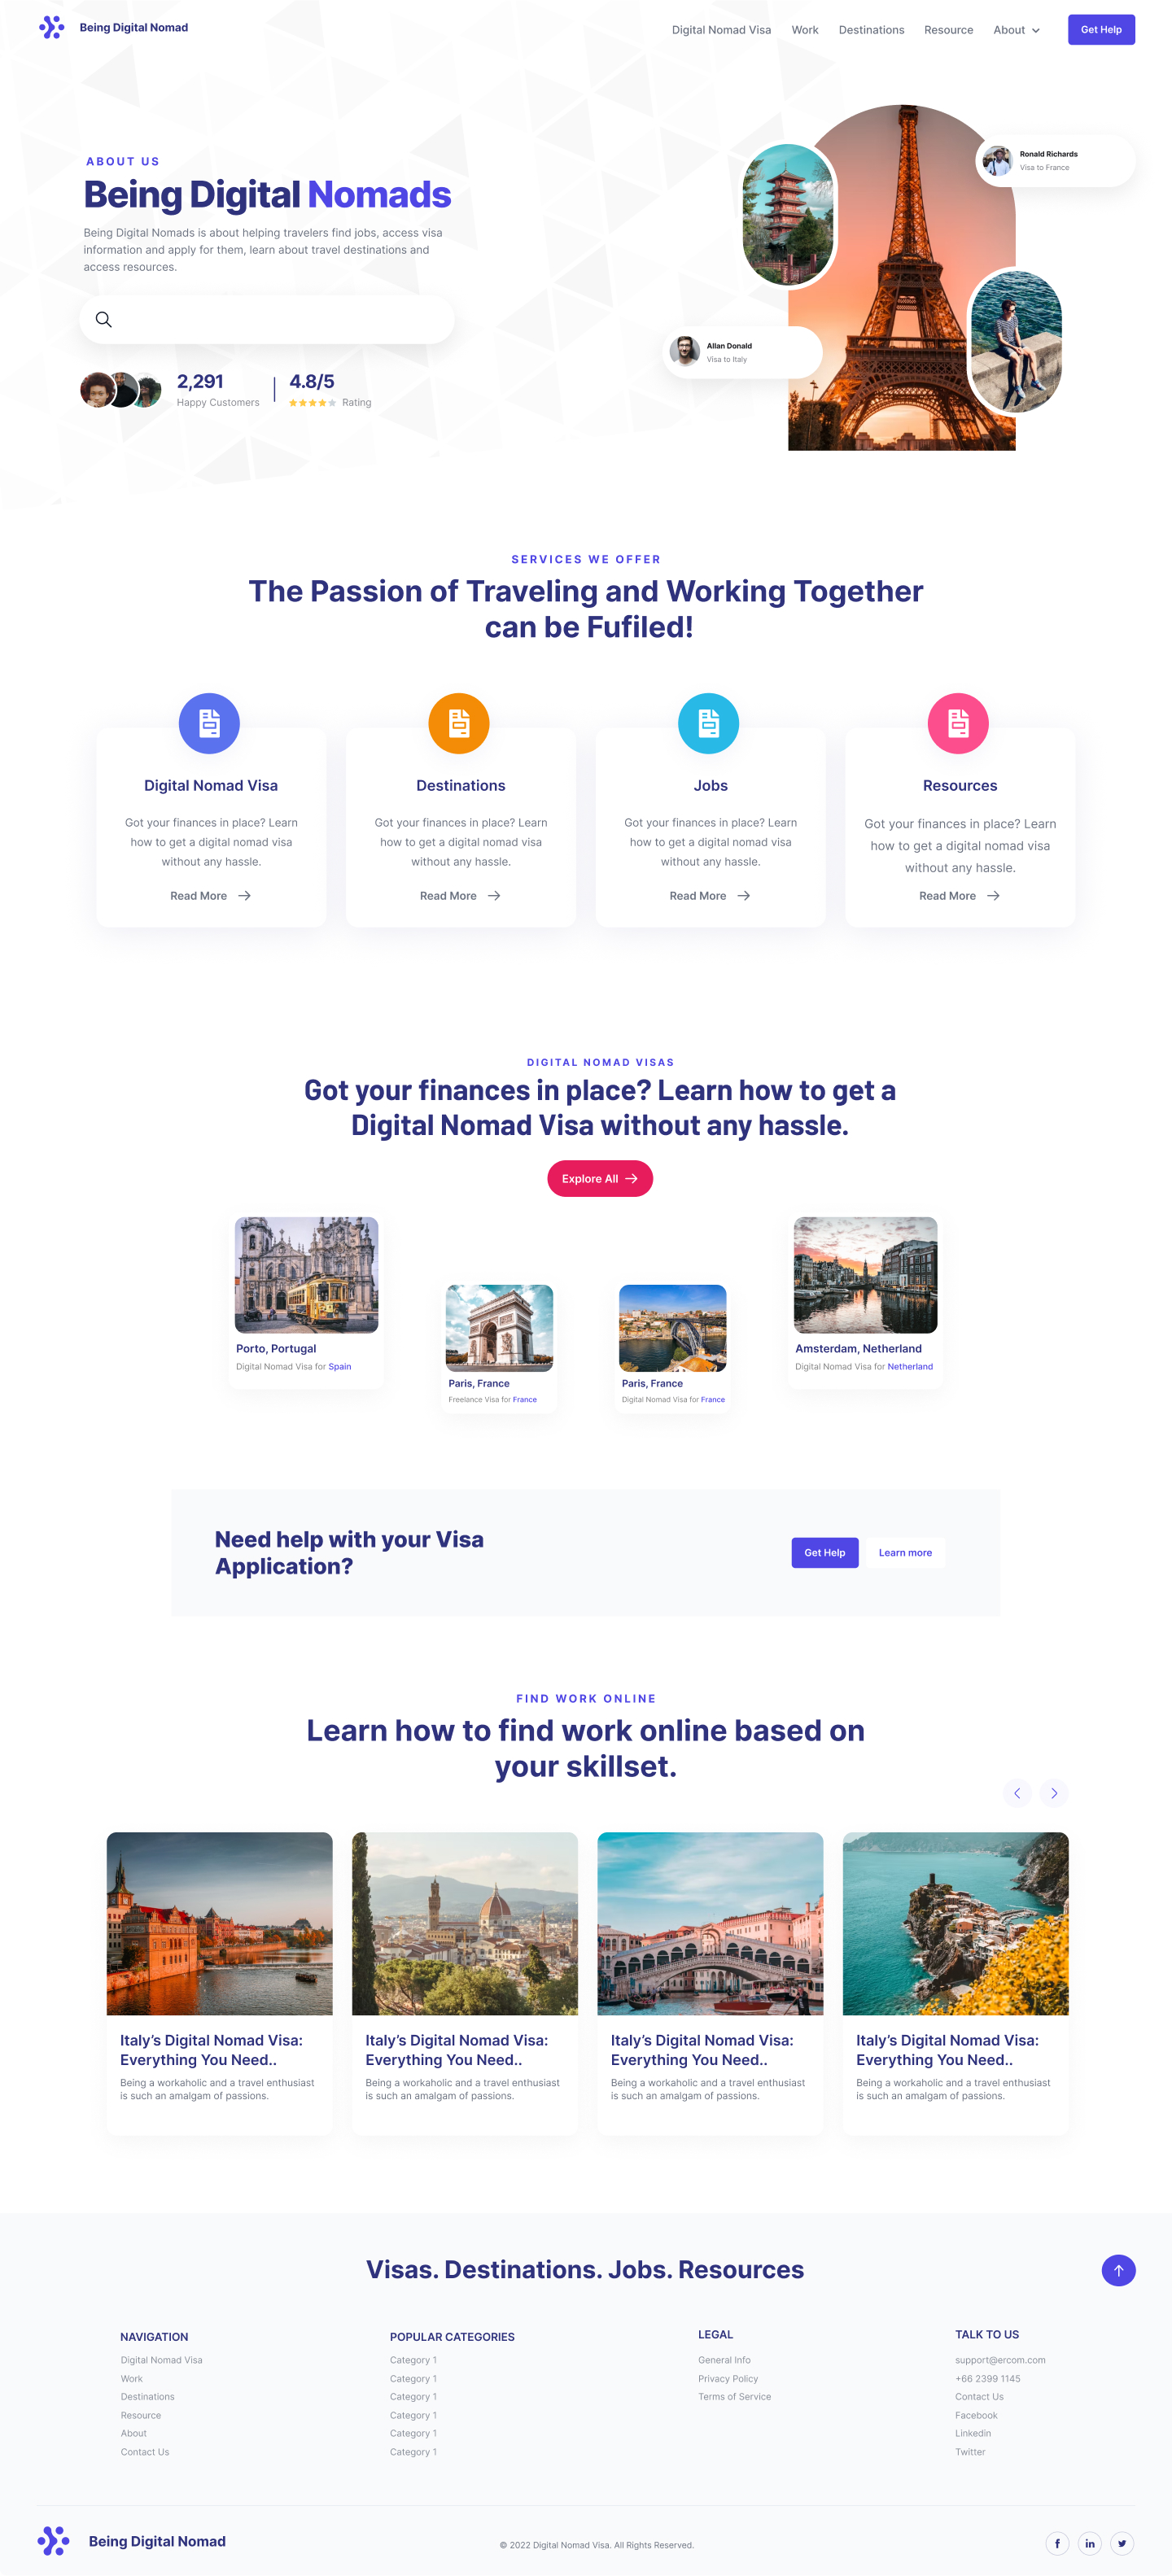 Being Digital Nomad
Digital Nomad Visa
Work
Destinations
Resource
About
Get Help
ABOUT US
Being Digital Nomads
Being Digital Nomads is about helping travelers find jobs, access visa
information and apply for them, learn about travel destinations and
access resources.
2,291
Happy Customers
4.8/5
Rating
Ronald Richards
Visa to France
Allan Donald
Visa to Italy
SERVICES WE OFFER
The Passion of Traveling and Working Together
can be Fufiled!
Digital Nomad Visa
Got your finances in place? Learn
how to get a digital nomad visa
without any hassle.
Read More
Destinations
Got your finances in place? Learn
how to get a digital nomad visa
without any hassle.
Read More
Jobs
Got your finances in place? Learn
how to get a digital nomad visa
without any hassle.
Read More
Resources
Got your finances in place? Learn
how to get a digital nomad visa
without any hassle.
Read More
DIGITAL NOMAD VISAS
Got your finances in place? Learn how to get a
Digital Nomad Visa without any hassle.
Explore All
Porto, Portugal
Digital Nomad Visa for Spain
Paris, France
Freelance Visa for France
Paris, France
Digital Nomad Visa for France
Amsterdam, Netherland
Digital Nomad Visa for Netherland
Need help with your Visa
Application?
Get Help
Learn more
FIND WORK ONLINE
Learn how to find work online based on
your skillset.
Italy’s Digital Nomad Visa:
Everything You Need..
Being a workaholic and a travel enthusiast
is such an amalgam of passions.
Italy’s Digital Nomad Visa:
Everything You Need..
Being a workaholic and a travel enthusiast
is such an amalgam of passions.
Italy’s Digital Nomad Visa:
Everything You Need..
Being a workaholic and a travel enthusiast
is such an amalgam of passions.
Italy’s Digital Nomad Visa:
Everything You Need..
Being a workaholic and a travel enthusiast
is such an amalgam of passions.
Visas. Destinations. Jobs. Resources
NAVIGATION
Digital Nomad Visa
Work
Destinations
Resource
About
Contact Us
POPULAR CATEGORIES
Category 1
Category 1
Category 1
Category 1
Category 1
Category 1
LEGAL
General Info
Privacy Policy
Terms of Service
TALK TO US
support@ercom.com
+66 2399 1145
Contact Us
Facebook
Linkedin
Twitter
Being Digital Nomad
© 2022 Digital Nomad Visa. All Rights Reserved.